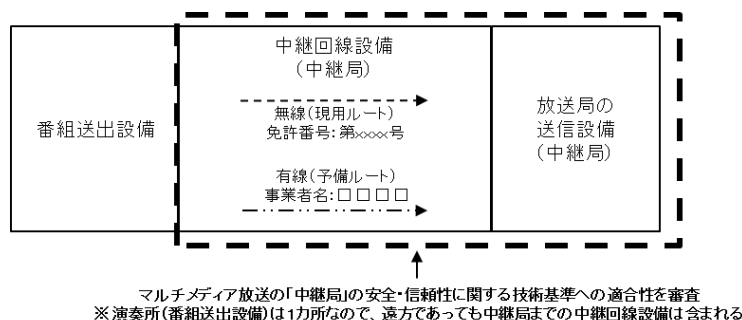 番組送出設備
中継回線設備
(中継局)
無線(現用ルート)
免許番号:第xxxx号
有線(予備ルート)
事業者名:□□□□
放送局の
送信設備
(中継局)
マルチメディア放送の「中継局」の安全・信頼性に関する技術基準への適合性を審査
※演奏所(番組送出設備)は1カ所なので、遠方であっても中継局までの中継回線設備は含まれる